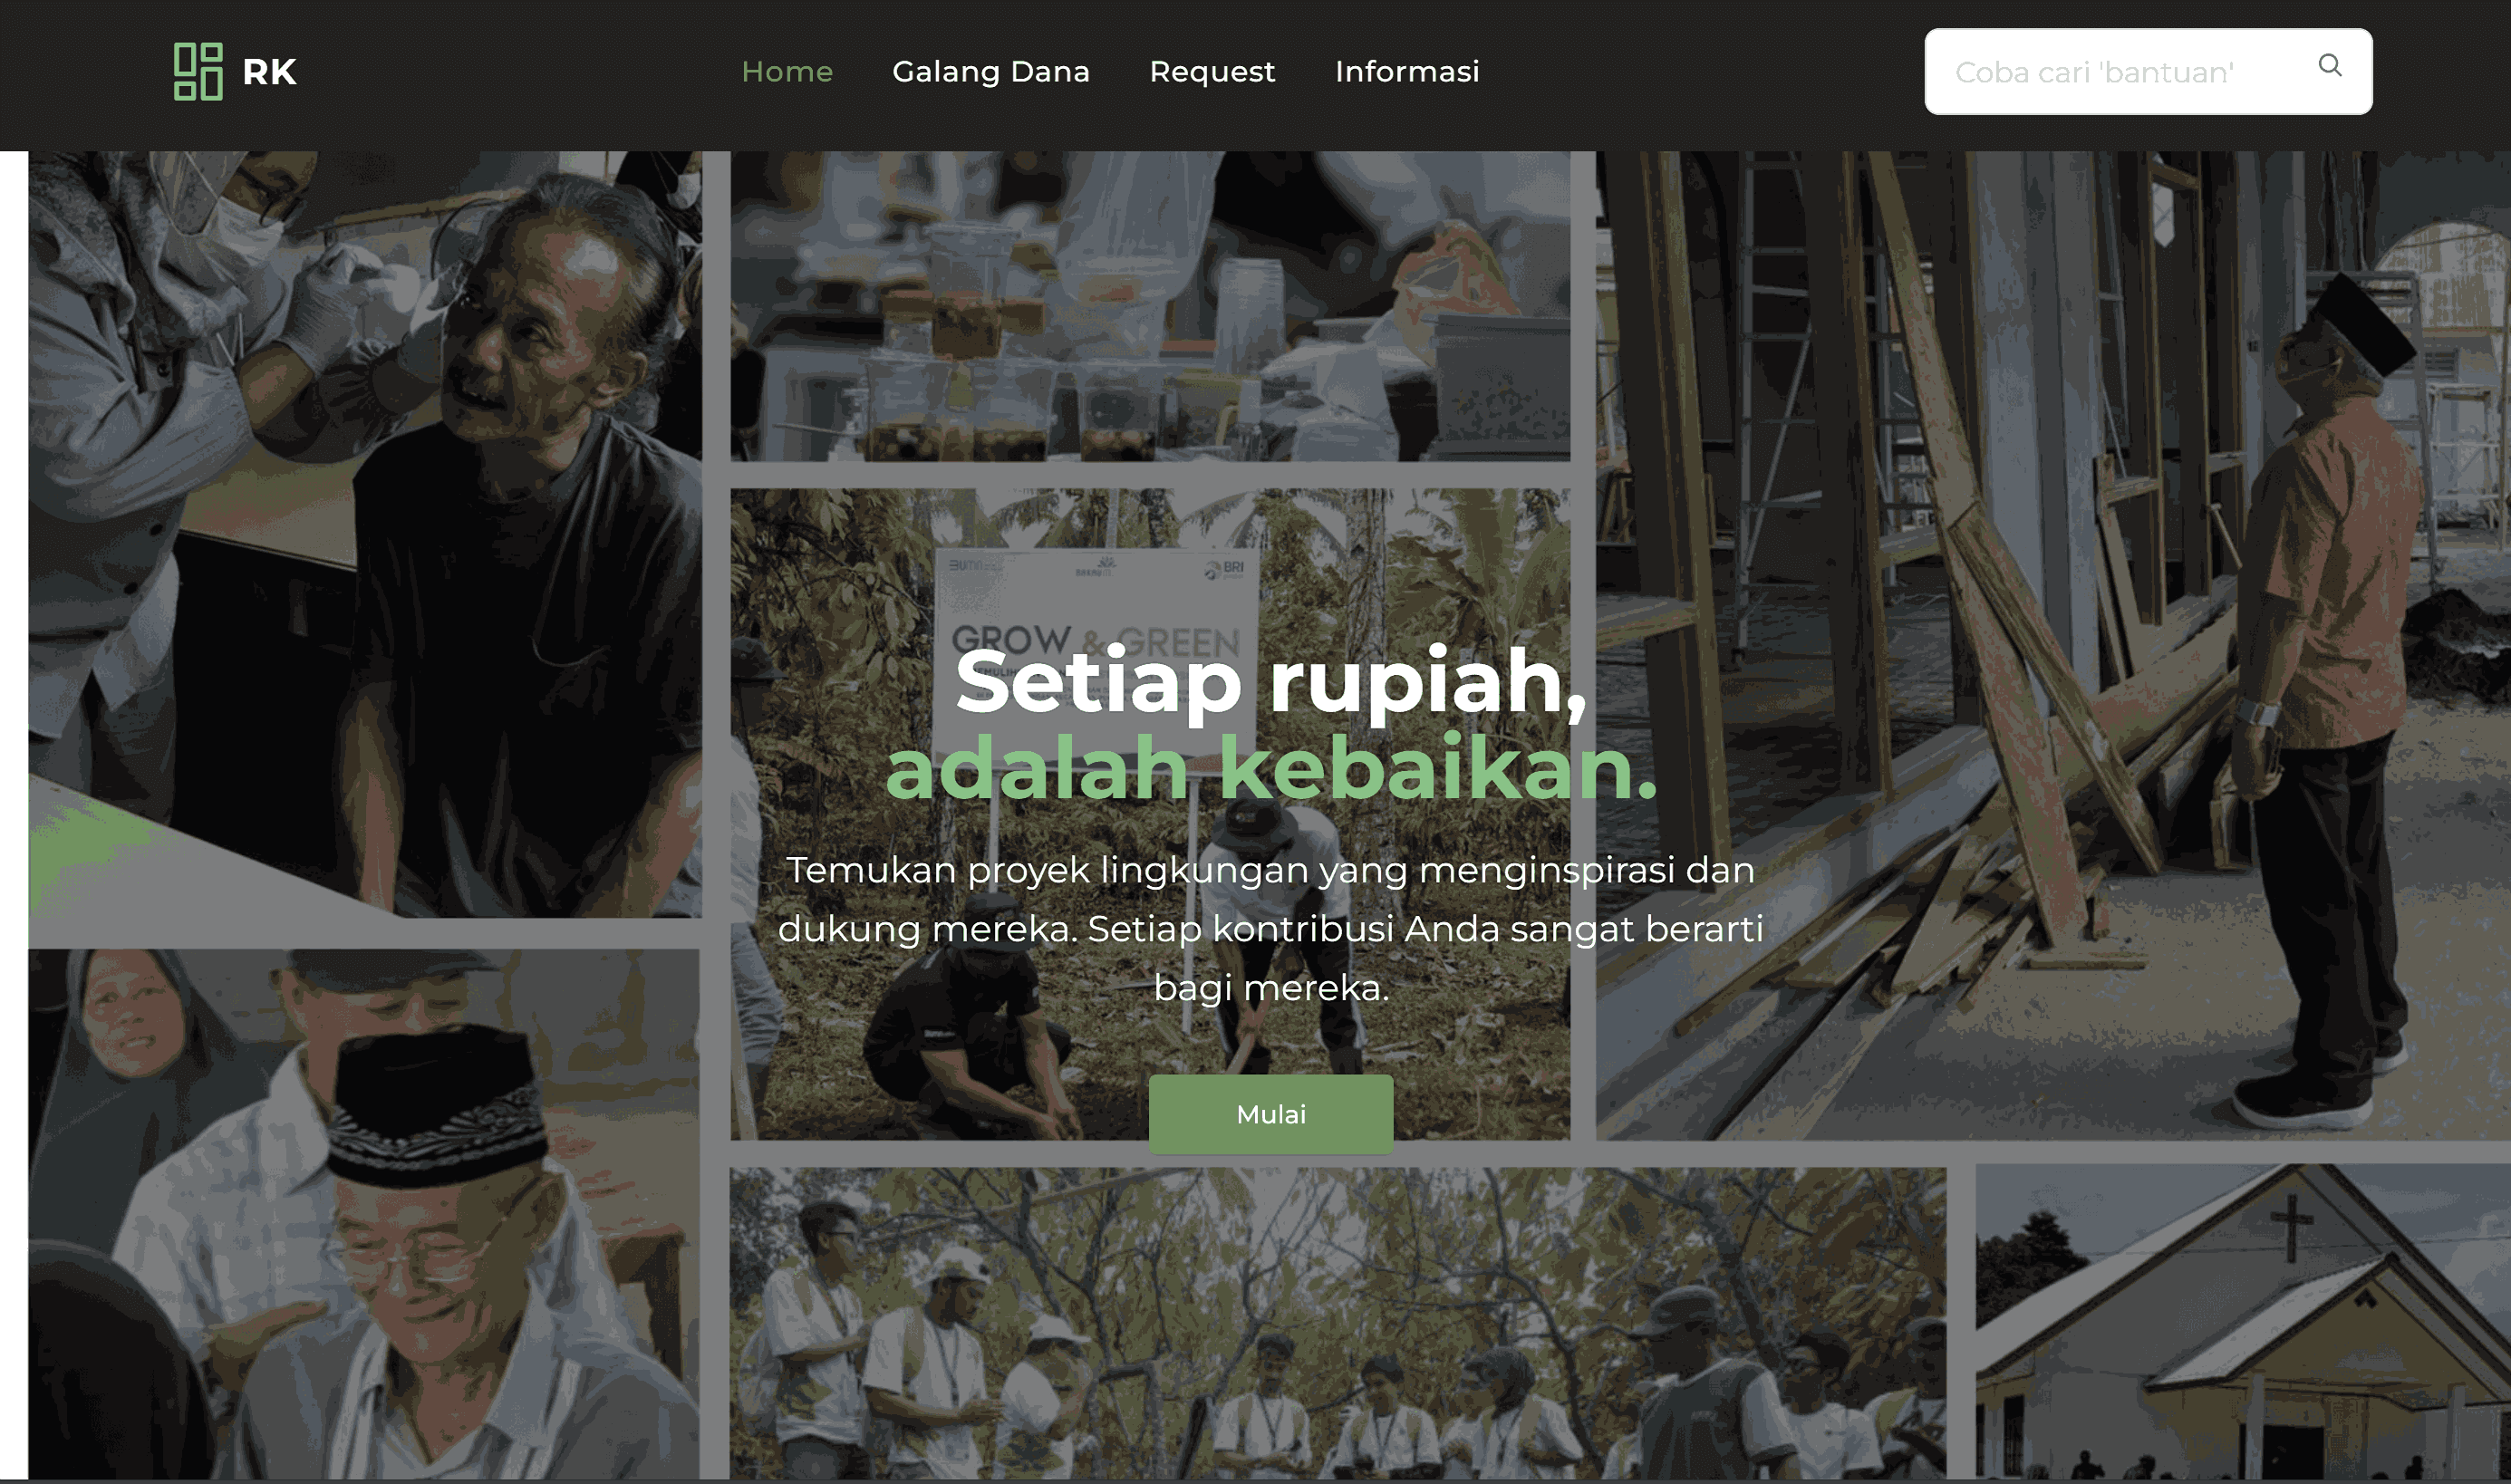 RK
Home
Galang Dana
Request
Informasi
Coba cari 'bantuan'
BRI
GROW & GREEN
Setiap rupiah,
adalah kebaikan.
Temukan proyek lingkungan yang menginspirasi dan
dukung mereka. Setiap kontribusi Anda sangat berarti
bagi mereka.
Mulai